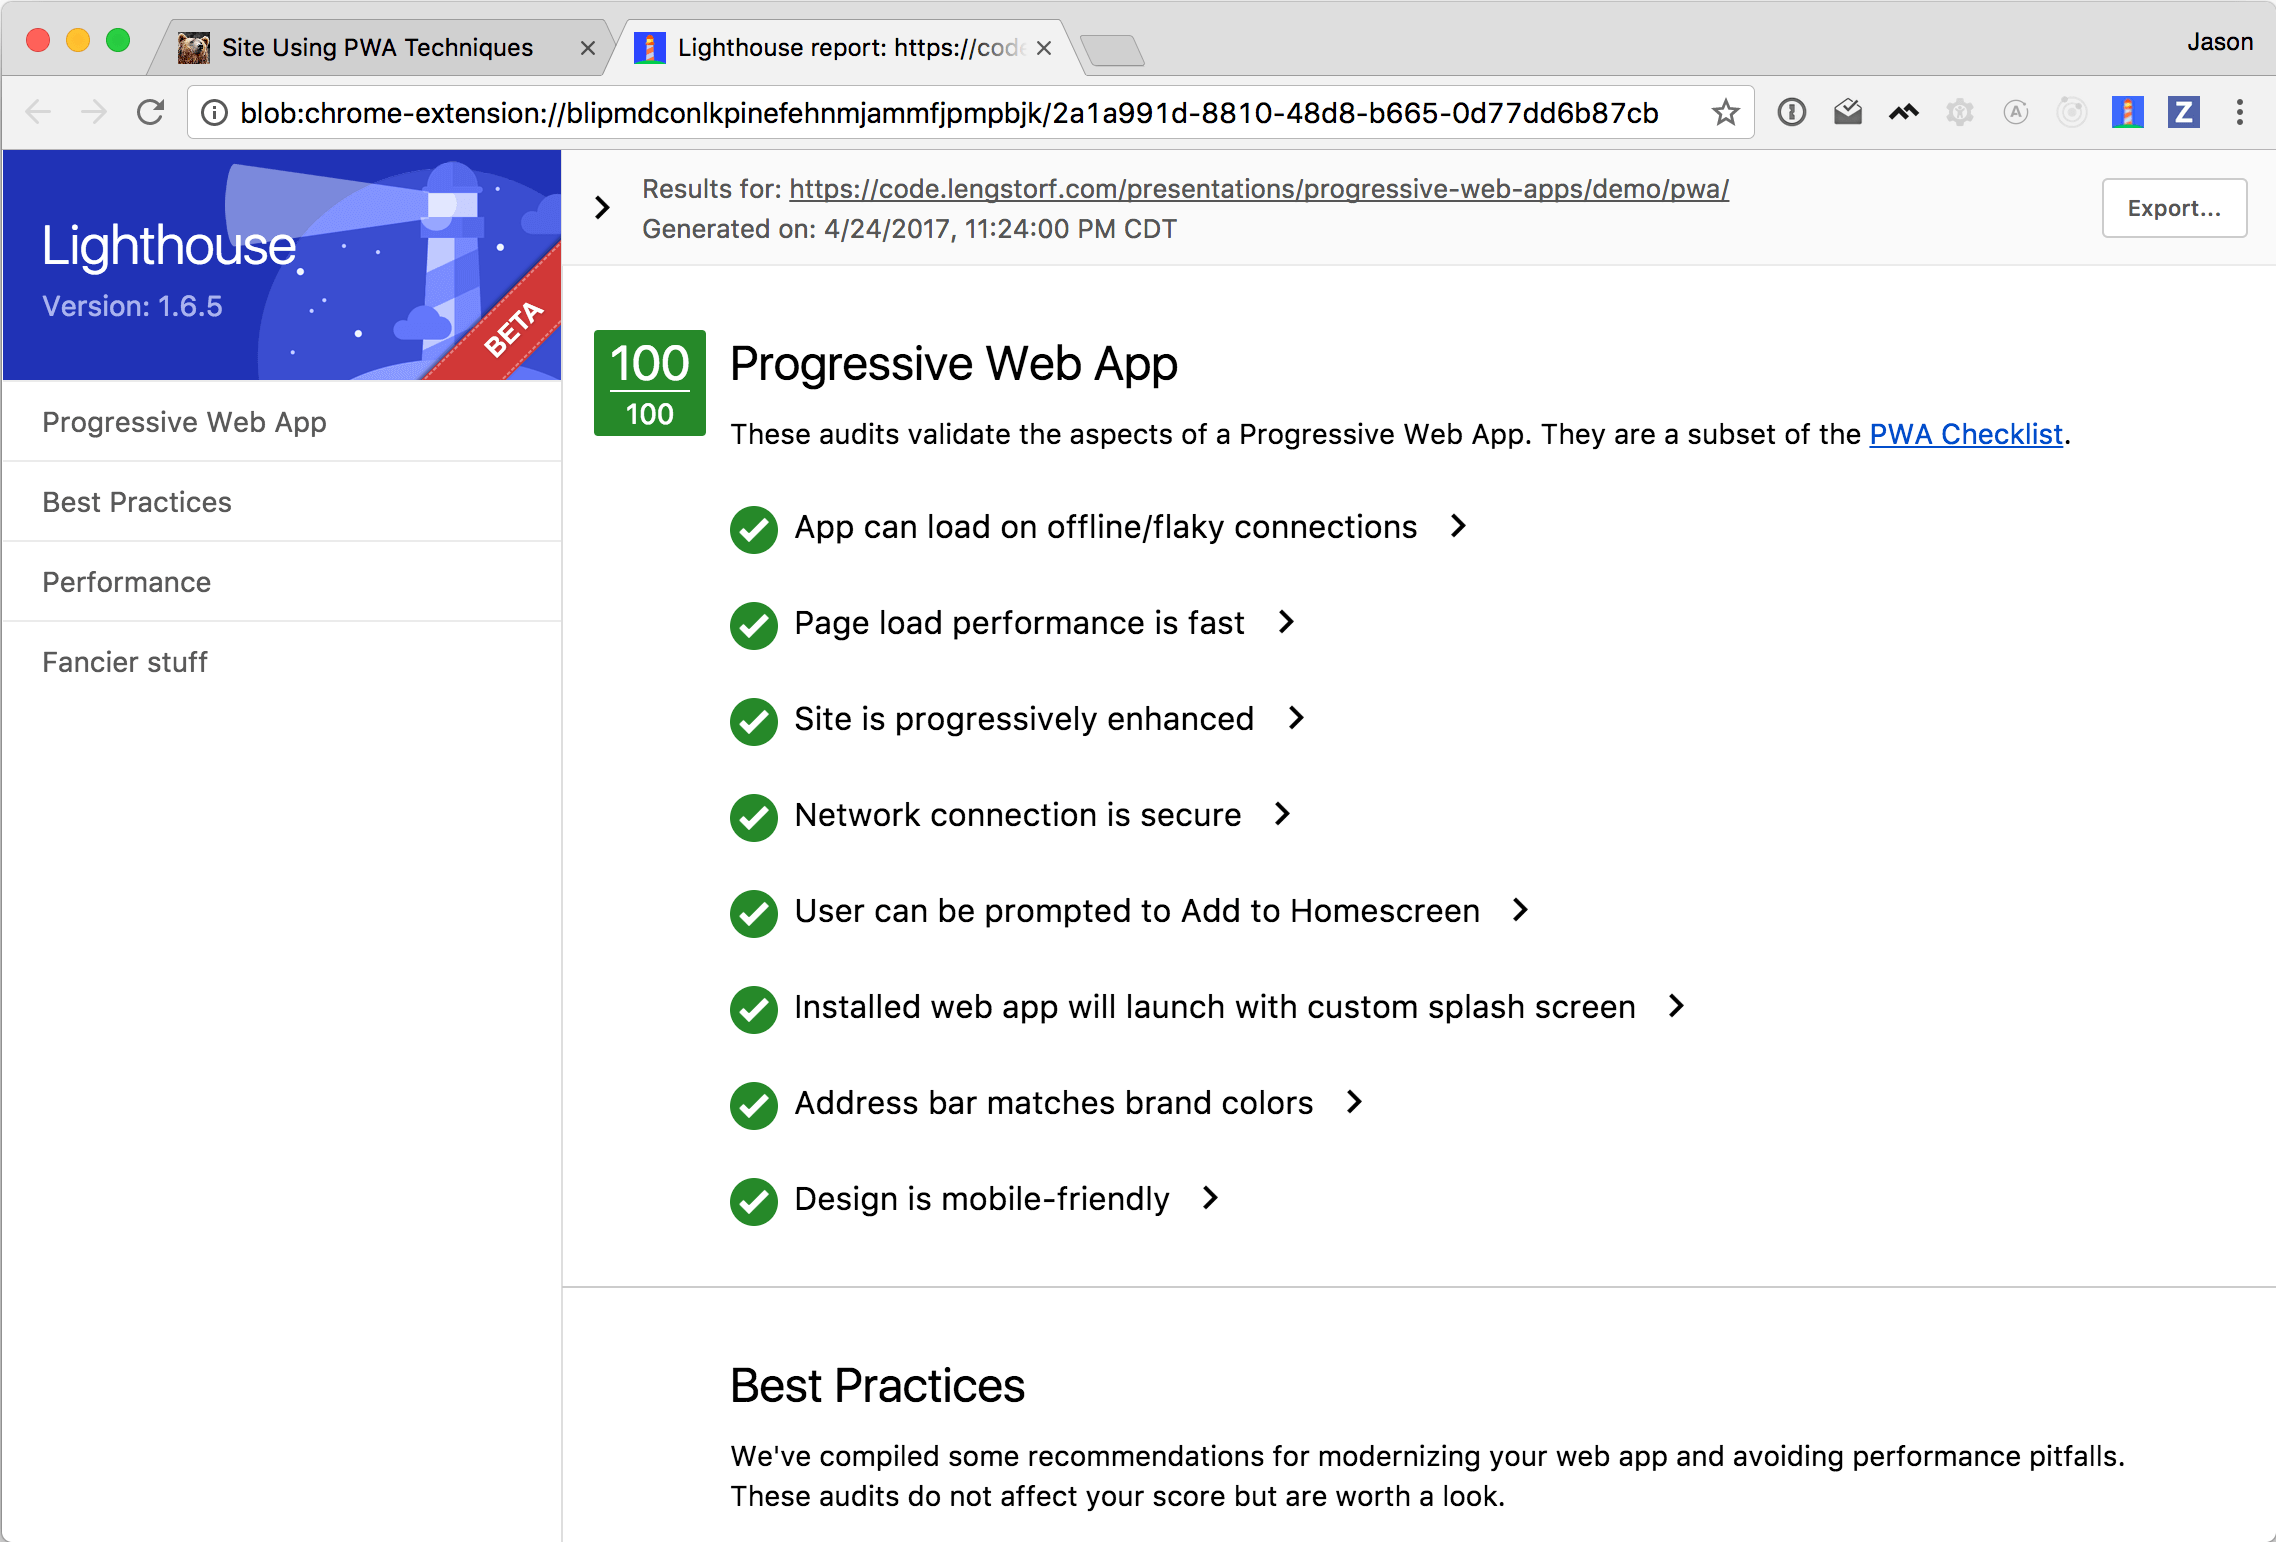 Site Using PWA Techniques
Lighthouse report: https://code
Jason
blob:chrome-extension://blipmdconlkpinefehnmjammfjpmpbjk/2a1a991d-8810-48d8-b665-0d77dd6b87cb
A
Z
Lighthouse
Version: 1.6.5
BETA
Progressive Web App
Best Practices
Performance
Fancier stuff
Results for: https://code.lengstorf.com/presentations/progressive-web-apps/demo/pwa/
Generated on: 4/24/2017, 11:24:00 PM CDT
Export...
100
100
Progressive Web App
These audits validate the aspects of a Progressive Web App. They are a subset of the PWA Checklist.
App can load on offline/flaky connections
Page load performance is fast
Site is progressively enhanced
Network connection is secure
User can be prompted to Add to Homescreen
Installed web app will launch with custom splash screen
Address bar matches brand colors
Design is mobile-friendly
Best Practices
We've compiled some recommendations for modernizing your web app and avoiding performance pitfalls.
These audits do not affect your score but are worth a look.